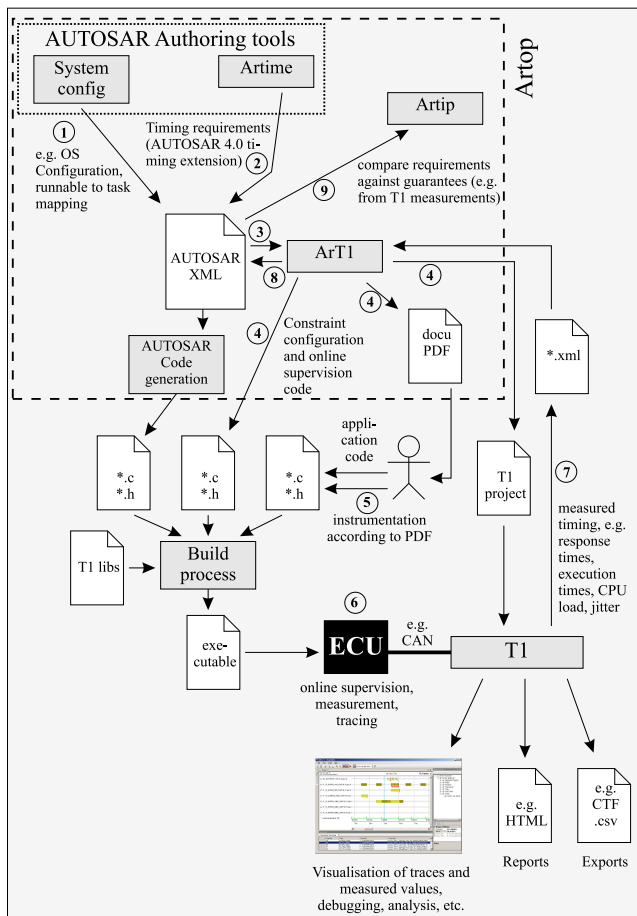 AUTOSAR Authoring tools
System
config
Artime
Artop
Artip
1
e.g. OS
Configuration,
runnable to task
mapping
Timing requirements
(AUTOSAR 4.0 ti-
ming extension)
2
9
compare requirements
against guarantees (e.g.
from T1 measurements)
AUTOSAR
XML
3
8
ArT1
4
4
4
Constraint
configuration
and online
supervision
code
docu
PDF
*.xml
AUTOSAR
Code
generation
*.c
*.h
*.c
*.h
*.c
*.h
appli-
cation
code
5
instrumentation
according to PDF
T1
project
7
measured
timing, e.g.
response
times,
execution
times, CPU
load, jitter
T1 libs
Build
process
exe-
cutable
6
ECU
e.g.
CAN
T1
online supervision,
measurement,
tracing
e.g.
HTML
e.g.
CTF
.csv
Reports
Exports
Visualisation of traces and
measured values,
debugging, analysis, etc.